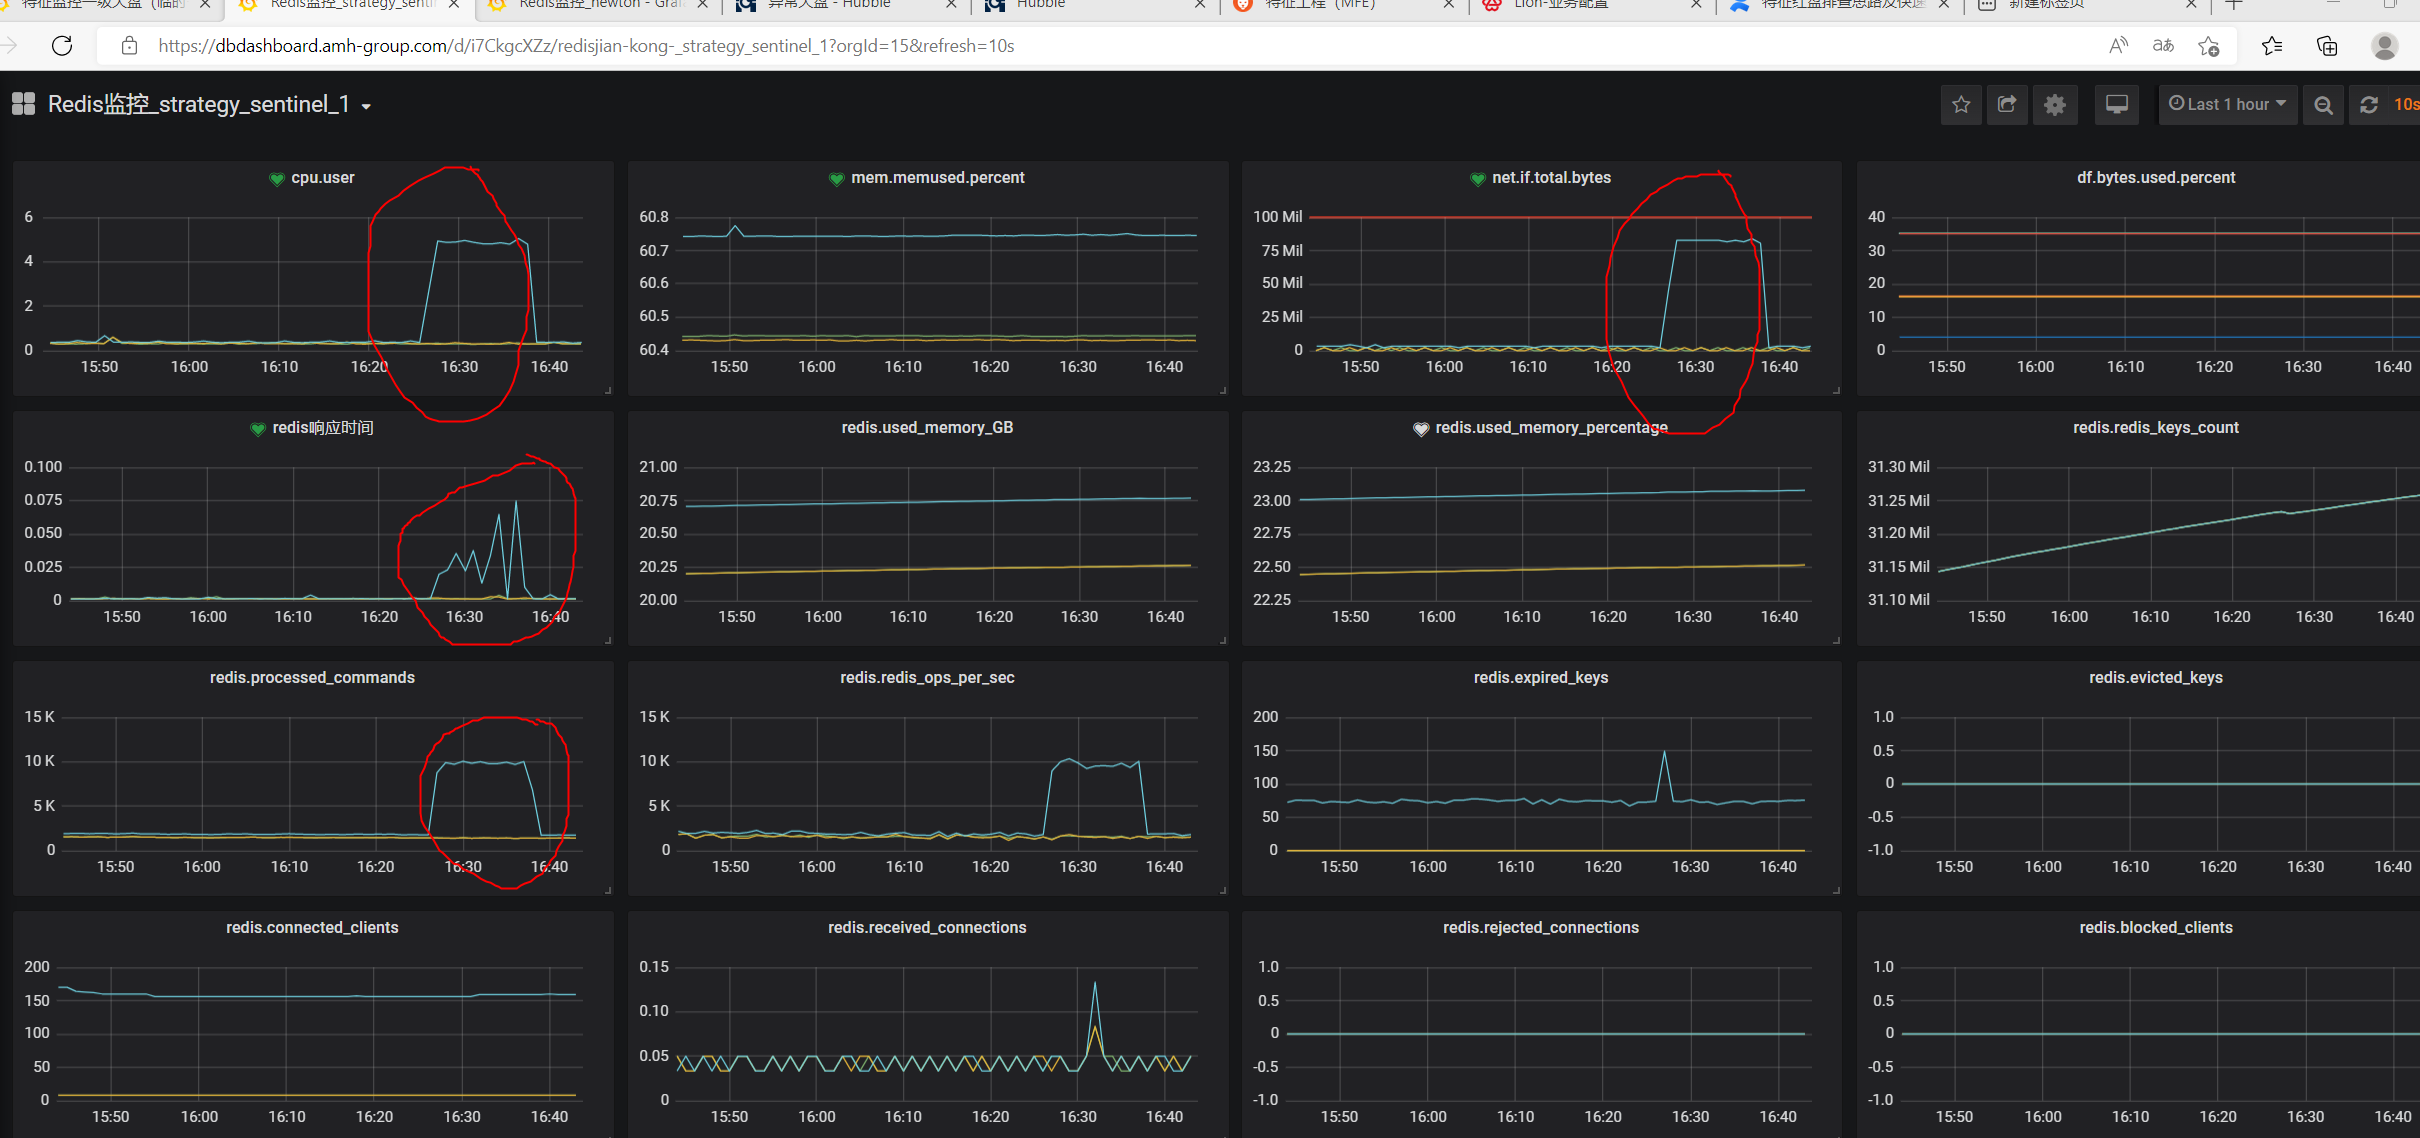 特征监控一级大盘（临时
Redis监控_strategy_senti
Redis监控_newton - Graf
异常大盘 - Hubble
Hubble
特征工程（MFE）
Lion-业务配置
特征红盘排查思路及快速
新建标签页
https://dbdashboard.amh-group.com/d/i7CkgcXZz/redisjian-kong-_strategy_sentinel_1?orgId=15&refresh=10s
Redis监控_strategy_sentinel_1
Last 1 hour
10s
cpu.user
6
4
2
0
15:50 16:00 16:10 16:20 16:30 16:40
mem.memused.percent
60.8
60.7
60.6
60.5
60.4
15:50 16:00 16:10 16:20 16:30 16:40
net.if.total.bytes
100 Mil
75 Mil
50 Mil
25 Mil
0
15:50 16:00 16:10 16:20 16:30 16:40
df.bytes.used.percent
40
30
20
10
0
15:50 16:00 16:10 16:20 16:30 16:40
redis响应时间
0.100
0.075
0.050
0.025
0
15:50 16:00 16:10 16:20 16:30 16:40
redis.used_memory_GB
21.00
20.75
20.50
20.25
20.00
15:50 16:00 16:10 16:20 16:30 16:40
redis.used_memory_percentage
23.25
23.00
22.75
22.50
22.25
15:50 16:00 16:10 16:20 16:30 16:40
redis.redis_keys_count
31.30 Mil
31.25 Mil
31.20 Mil
31.15 Mil
31.10 Mil
15:50 16:00 16:10 16:20 16:30 16:40
redis.processed_commands
15 K
10 K
5 K
0
15:50 16:00 16:10 16:20 16:30 16:40
redis.redis_ops_per_sec
15 K
10 K
5 K
0
15:50 16:00 16:10 16:20 16:30 16:40
redis.expired_keys
200
150
100
50
0
15:50 16:00 16:10 16:20 16:30 16:40
redis.evicted_keys
1.0
0.5
0
-0.5
-1.0
15:50 16:00 16:10 16:20 16:30 16:40
redis.connected_clients
200
150
100
50
0
15:50 16:00 16:10 16:20 16:30 16:40
redis.received_connections
0.15
0.10
0.05
0
15:50 16:00 16:10 16:20 16:30 16:40
redis.rejected_connections
1.0
0.5
0
-0.5
-1.0
15:50 16:00 16:10 16:20 16:30 16:40
redis.blocked_clients
1.0
0.5
0
-0.5
-1.0
15:50 16:00 16:10 16:20 16:30 16:40